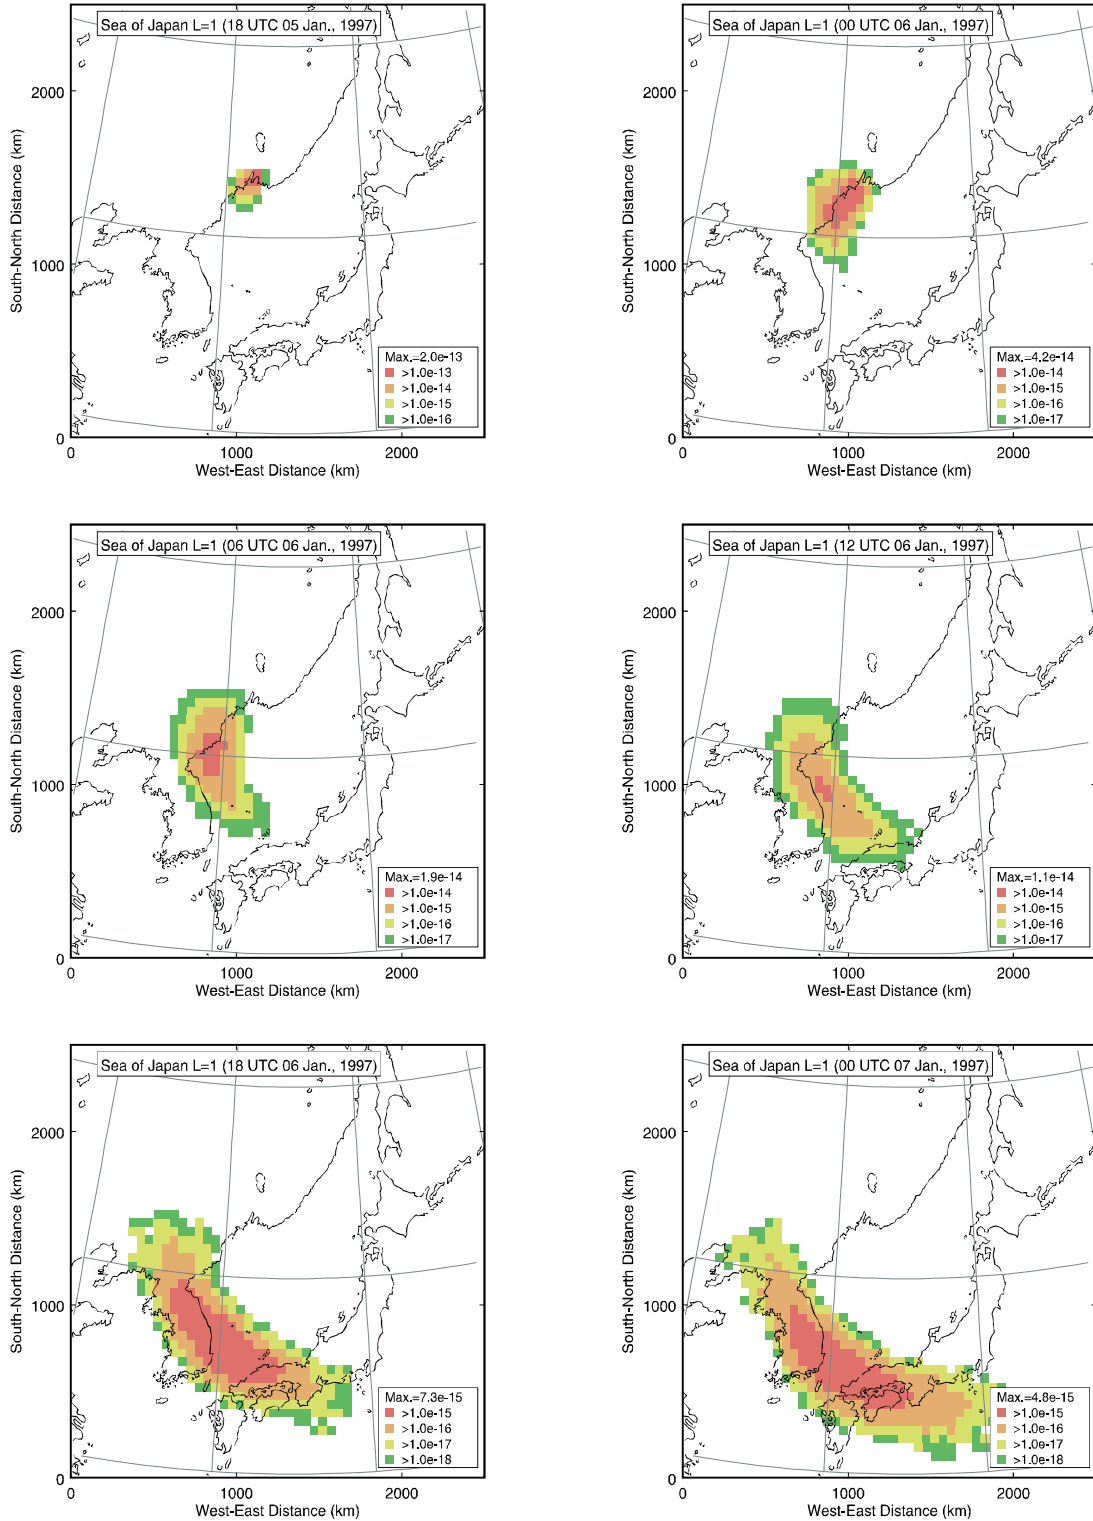 Sea of Japan L=1 (18 UTC 05 Jan., 1997)
South-North Distance (km)
2000
1000
0
Max.=2.0e-13
>1.0e-13
>1.0e-14
>1.0e-15
>1.0e-16
0 1000 2000
West-East Distance (km)
Sea of Japan L=1 (00 UTC 06 Jan., 1997)
South-North Distance (km)
2000
1000
0
Max.=4.2e-14
>1.0e-14
>1.0e-15
>1.0e-16
>1.0e-17
0 1000 2000
West-East Distance (km)
Sea of Japan L=1 (06 UTC 06 Jan., 1997)
South-North Distance (km)
2000
1000
0
Max.=1.9e-14
>1.0e-14
>1.0e-15
>1.0e-16
>1.0e-17
0 1000 2000
West-East Distance (km)
Sea of Japan L=1 (12 UTC 06 Jan., 1997)
South-North Distance (km)
2000
1000
0
Max.=1.1e-14
>1.0e-14
>1.0e-15
>1.0e-16
>1.0e-17
0 1000 2000
West-East Distance (km)
Sea of Japan L=1 (18 UTC 06 Jan., 1997)
South-North Distance (km)
2000
1000
0
Max.=7.3e-15
>1.0e-15
>1.0e-16
>1.0e-17
>1.0e-18
0 1000 2000
West-East Distance (km)
Sea of Japan L=1 (00 UTC 07 Jan., 1997)
South-North Distance (km)
2000
1000
0
Max.=4.8e-15
>1.0e-15
>1.0e-16
>1.0e-17
>1.0e-18
0 1000 2000
West-East Distance (km)